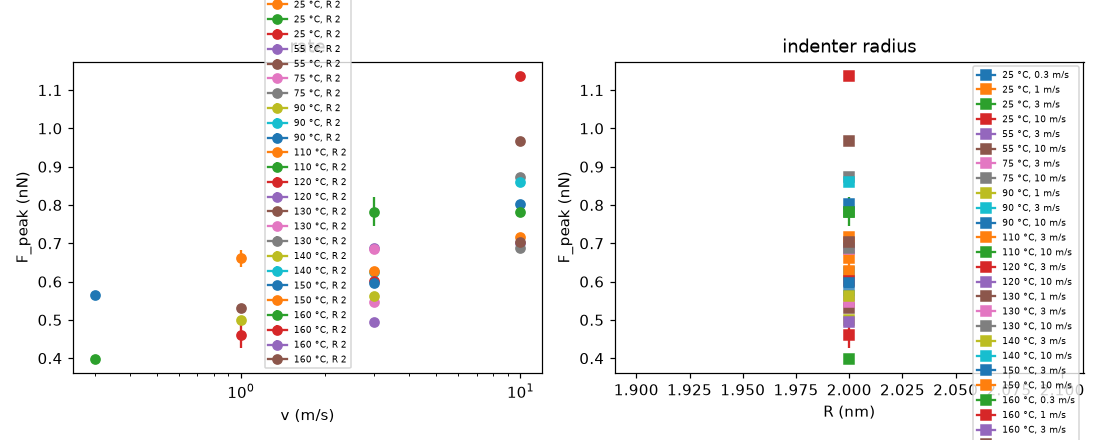 25 °C, R 2
25 °C, R 2
25 °C, R 2
55 °C, R 2
55 °C, R 2
75 °C, R 2
75 °C, R 2
90 °C, R 2
90 °C, R 2
90 °C, R 2
110 °C, R 2
110 °C, R 2
120 °C, R 2
120 °C, R 2
130 °C, R 2
130 °C, R 2
130 °C, R 2
140 °C, R 2
140 °C, R 2
150 °C, R 2
150 °C, R 2
160 °C, R 2
160 °C, R 2
160 °C, R 2
160 °C, R 2
F_peak (nN)
1.1
1.0
0.9
0.8
0.7
0.6
0.5
0.4
10⁰
10¹
v (m/s)
indenter radius
F_peak (nN)
1.1
1.0
0.9
0.8
0.7
0.6
0.5
0.4
1.900
1.925
1.950
1.975
2.000
2.025
2.050
2.075
2.100
R (nm)
25 °C, 0.3 m/s
25 °C, 1 m/s
25 °C, 3 m/s
25 °C, 10 m/s
55 °C, 3 m/s
55 °C, 10 m/s
75 °C, 3 m/s
75 °C, 10 m/s
90 °C, 1 m/s
90 °C, 3 m/s
90 °C, 10 m/s
110 °C, 3 m/s
110 °C, 10 m/s
120 °C, 3 m/s
120 °C, 10 m/s
130 °C, 1 m/s
130 °C, 3 m/s
130 °C, 10 m/s
140 °C, 3 m/s
140 °C, 10 m/s
150 °C, 3 m/s
150 °C, 10 m/s
160 °C, 0.3 m/s
160 °C, 1 m/s
160 °C, 3 m/s